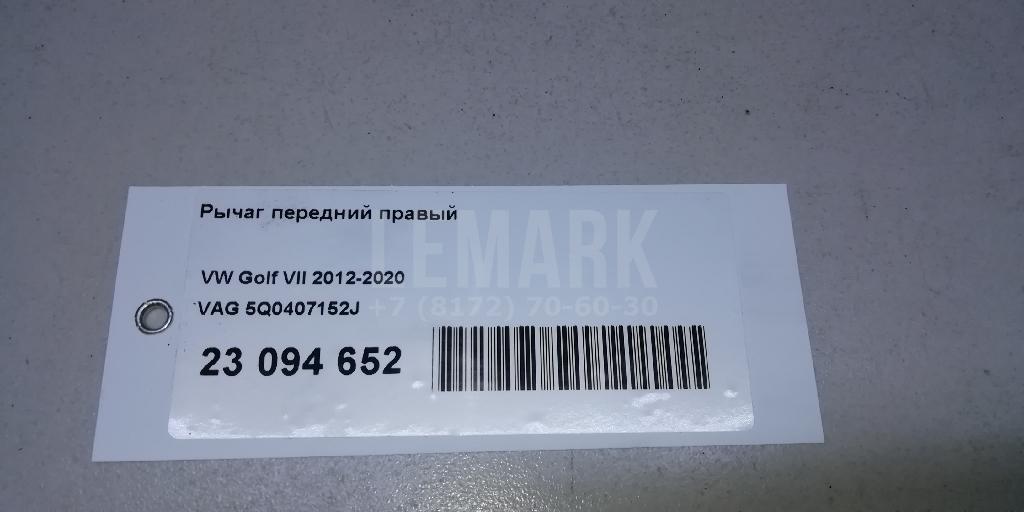 Рычаг передний правый
LEMARK
VW Golf VII 2012-2020
VAG 5Q0407152J
+7 (8172) 70-60-30
23 094 652